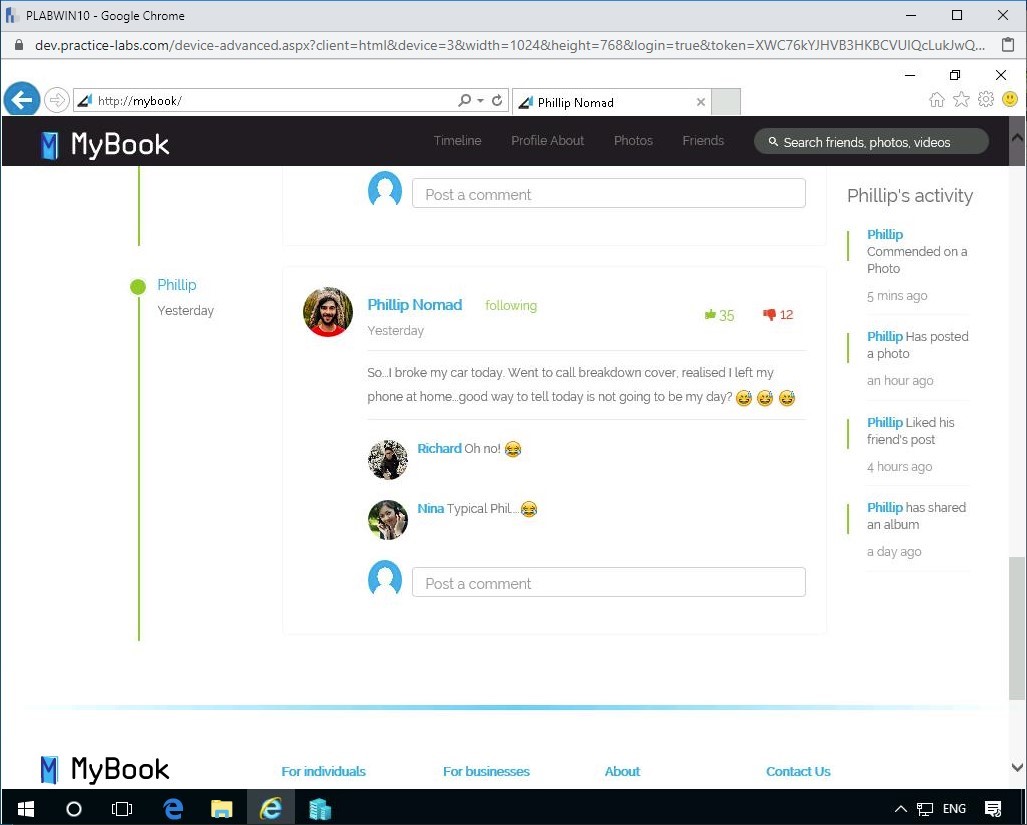 PLABWIN10 - Google Chrome
dev.practice-labs.com/device-advanced.aspx?client=html&device=3&width=1024&height=768&login=true&token=XWC76kYJHVB3HKBCVUIQcLukJwQ...
http://mybook/
Phillip Nomad
MyBook
Timeline
Profile About
Photos
Friends
Search friends, photos, videos
Post a comment
Phillip's activity
Phillip
Commended on a
Photo
5 mins ago
Phillip Has posted
a photo
an hour ago
Phillip Liked his
friend's post
4 hours ago
Phillip has shared
an album
a day ago
Phillip
Yesterday
Phillip Nomad
following
Yesterday
35
12
So...I broke my car today. Went to call breakdown cover, realised I left my
phone at home...good way to tell today is not going to be my day? 😅 😅 😅
Richard Oh no! 😂
Nina Typical Phil.... 😂
Post a comment
MyBook
For individuals
For businesses
About
Contact Us
ENG